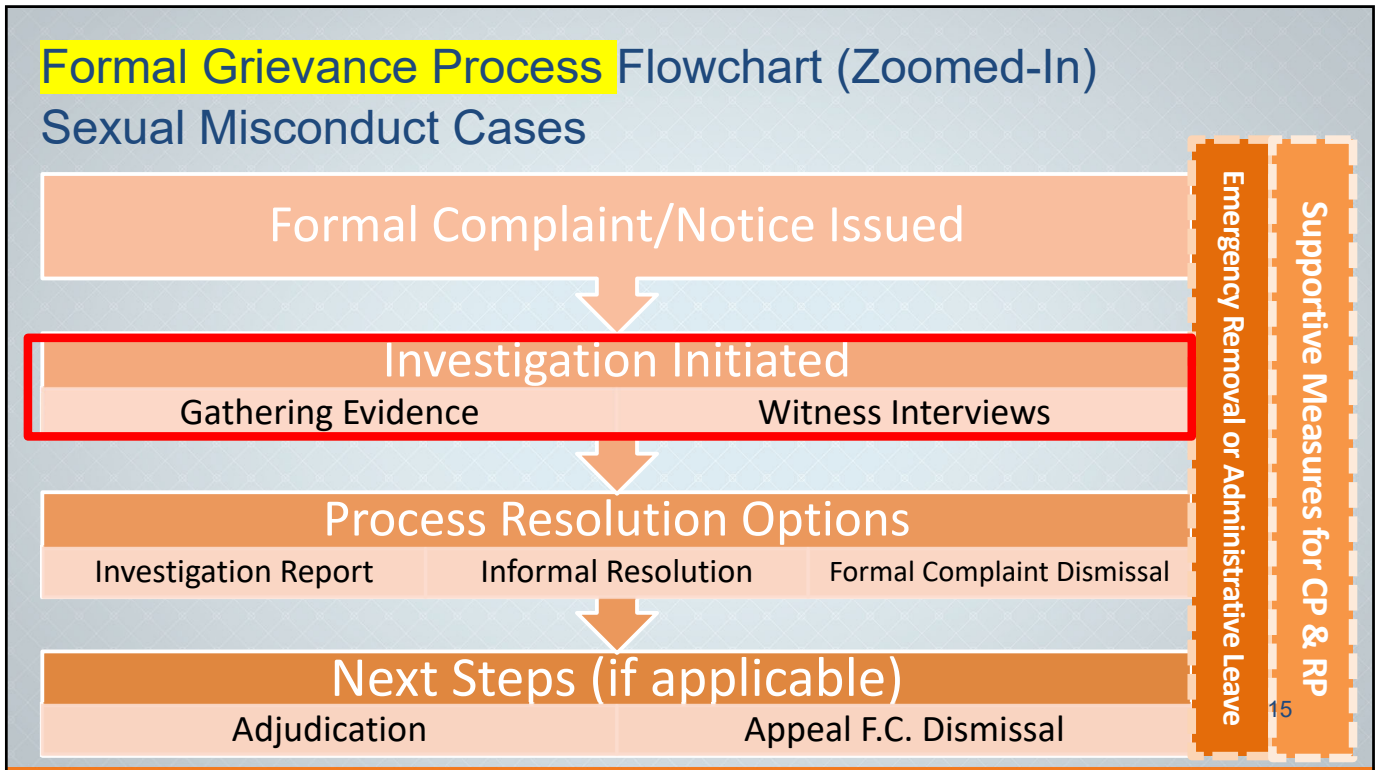 Formal Grievance Process Flowchart (Zoomed-In)
Sexual Misconduct Cases
Formal Complaint/Notice Issued
Investigation Initiated
Gathering Evidence
Witness Interviews
Process Resolution Options
Investigation Report
Informal Resolution
Formal Complaint Dismissal
Next Steps (if applicable)
Adjudication
Appeal F.C. Dismissal
Emergency Removal or Administrative Leave
Supportive Measures for CP & RP
15